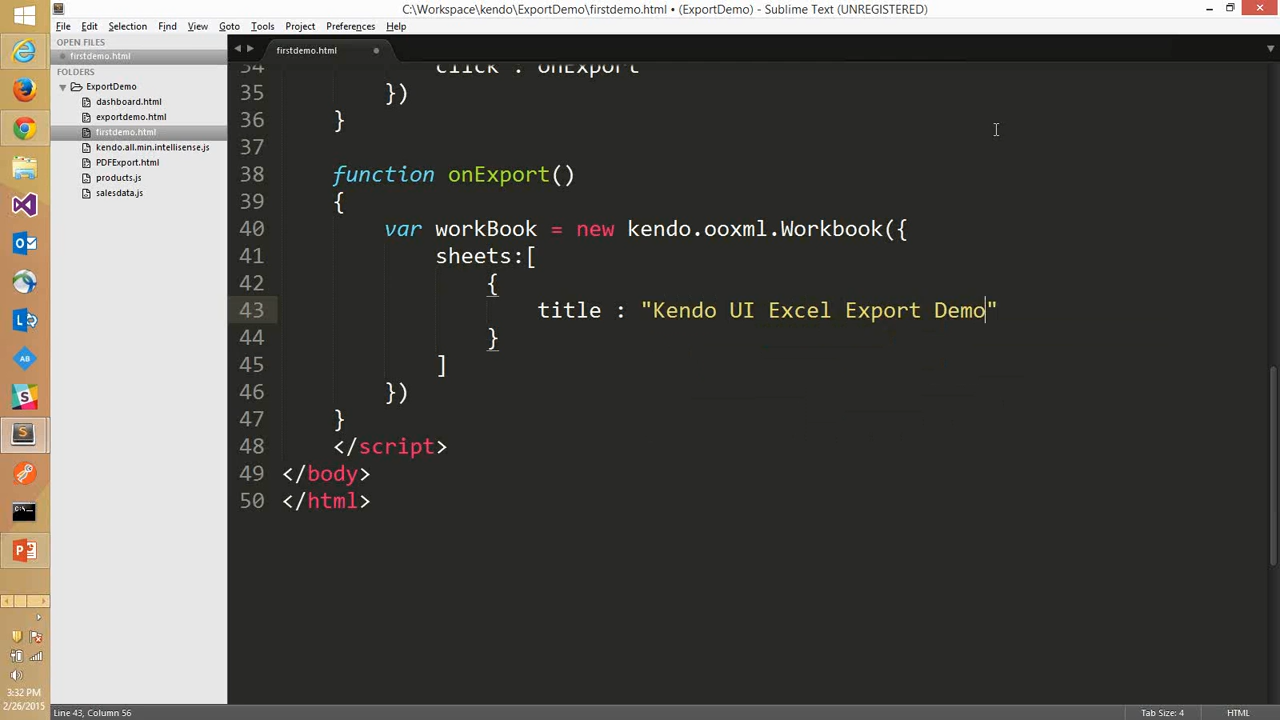 C:\Workspace\kendo\ExportDemo\firstdemo.html • (ExportDemo) - Sublime Text (UNREGISTERED)
File Edit Selection Find View Goto Tools Project Preferences Help
OPEN FILES
firstdemo.html
FOLDERS
ExportDemo
dashboard.html
exportdemo.html
firstdemo.html
kendo.all.min.intellisense.js
PDFExport.html
products.js
salesdata.js
firstdemo.html
34 click : onExport
35 })
36 }
37
38 function onExport()
39 {
40 var workBook = new kendo.ooxml.Workbook({
41 sheets:[
42 {
43 title : "Kendo UI Excel Export Demo"
44 }
45 ]
46 })
47 }
48 </script>
49 </body>
50 </html>
3:32 PM
2/26/2015
Line 43, Column 56
Tab Size: 4
HTML